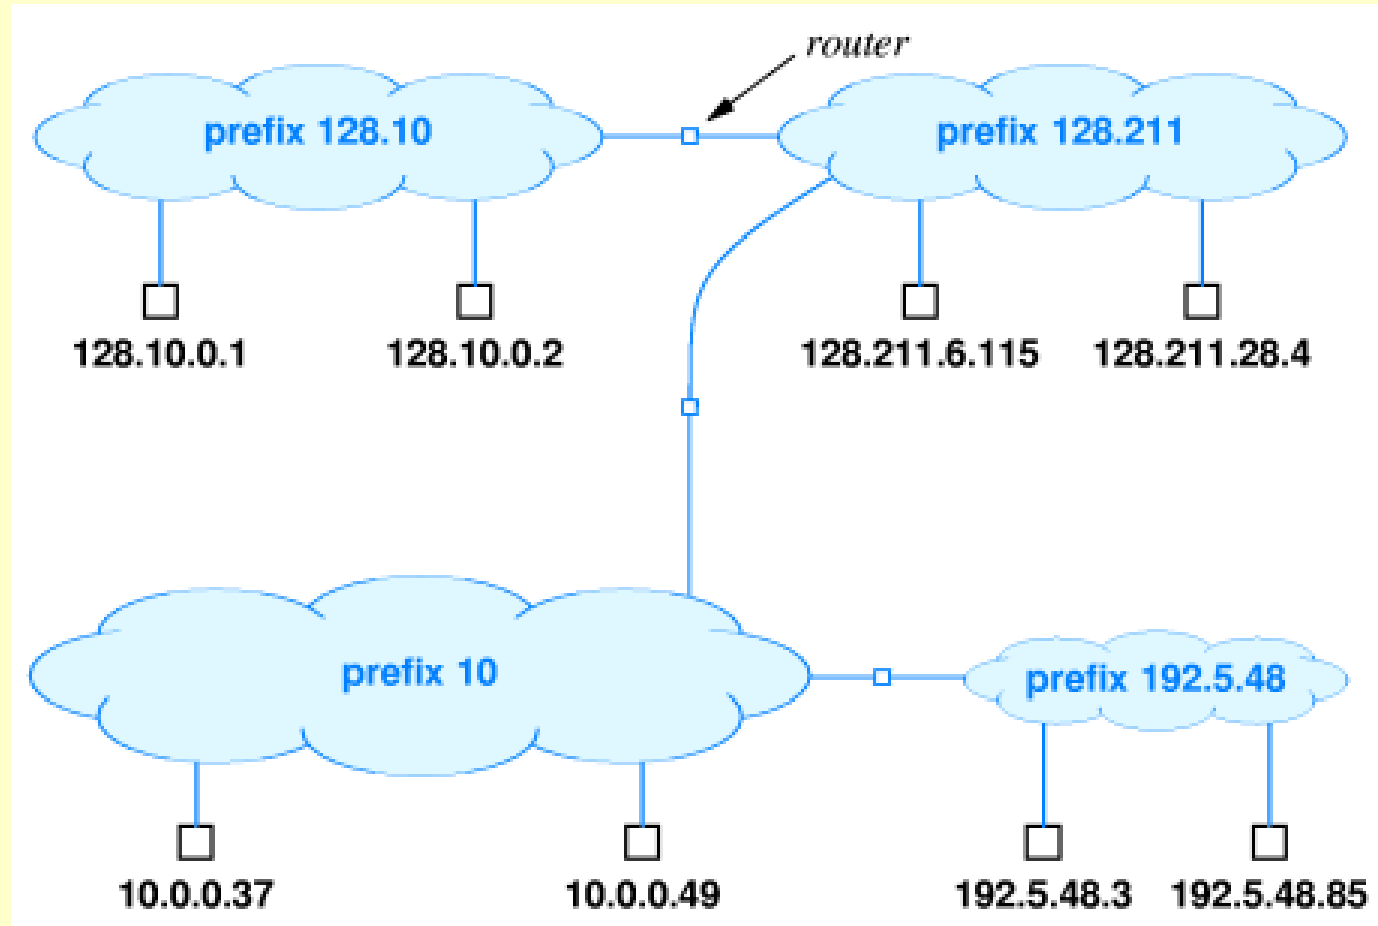 router
prefix 128.10
prefix 128.211
128.10.0.1
128.10.0.2
128.211.6.115
128.211.28.4
prefix 10
prefix 192.5.48
10.0.0.37
10.0.0.49
192.5.48.3
192.5.48.85